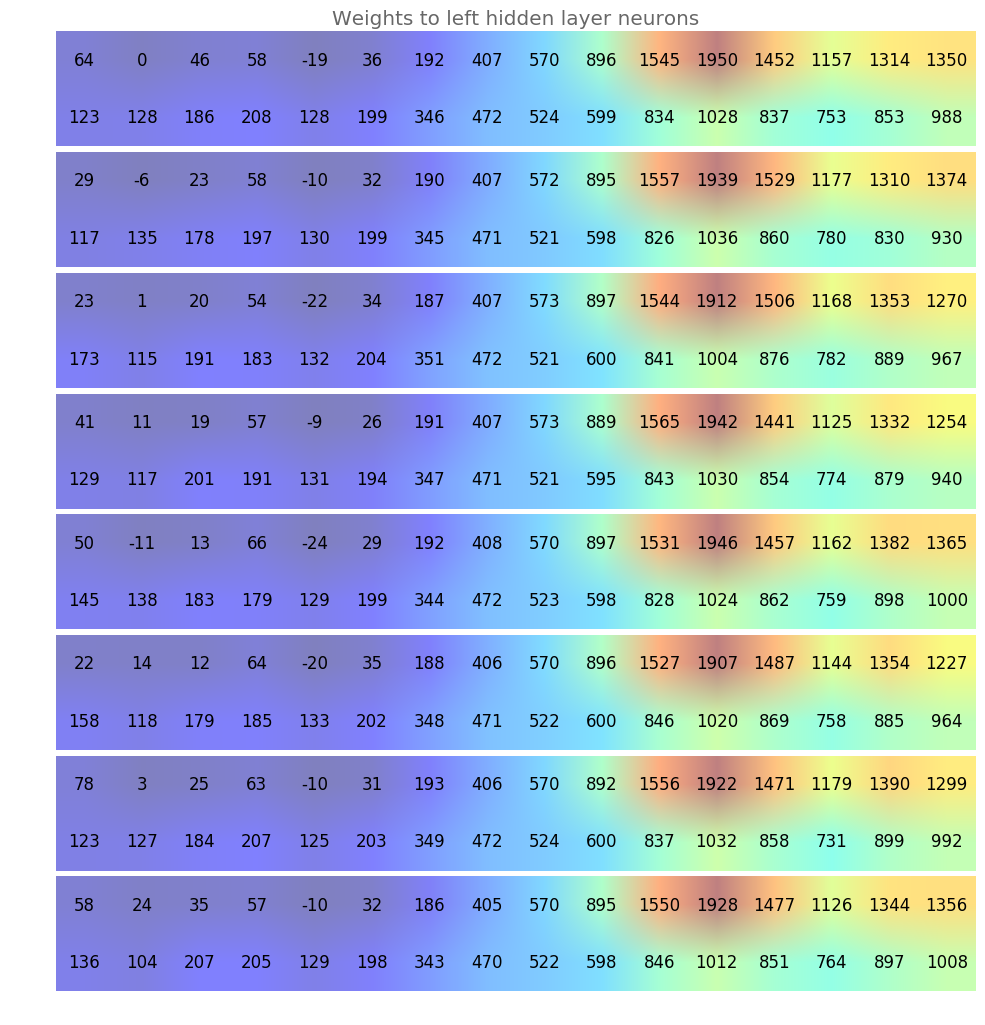 Weights to left hidden layer neurons
64 0 46 58 -19 36 192 407 570 896 1545 1950 1452 1157 1314 1350
123 128 186 208 128 199 346 472 524 599 834 1028 837 753 853 988
29 -6 23 58 -10 32 190 407 572 895 1557 1939 1529 1177 1310 1374
117 135 178 197 130 199 345 471 521 598 826 1036 860 780 830 930
23 1 20 54 -22 34 187 407 573 897 1544 1912 1506 1168 1353 1270
173 115 191 183 132 204 351 472 521 600 841 1004 876 782 889 967
41 11 19 57 -9 26 191 407 573 889 1565 1942 1441 1125 1332 1254
129 117 201 191 131 194 347 471 521 595 843 1030 854 774 879 940
50 -11 13 66 -24 29 192 408 570 897 1531 1946 1457 1162 1382 1365
145 138 183 179 129 199 344 472 523 598 828 1024 862 759 898 1000
22 14 12 64 -20 35 188 406 570 896 1527 1907 1487 1144 1354 1227
158 118 179 185 133 202 348 471 522 600 846 1020 869 758 885 964
78 3 25 63 -10 31 193 406 570 892 1556 1922 1471 1179 1390 1299
123 127 184 207 125 203 349 472 524 600 837 1032 858 731 899 992
58 24 35 57 -10 32 186 405 570 895 1550 1928 1477 1126 1344 1356
136 104 207 205 129 198 343 470 522 598 846 1012 851 764 897 1008